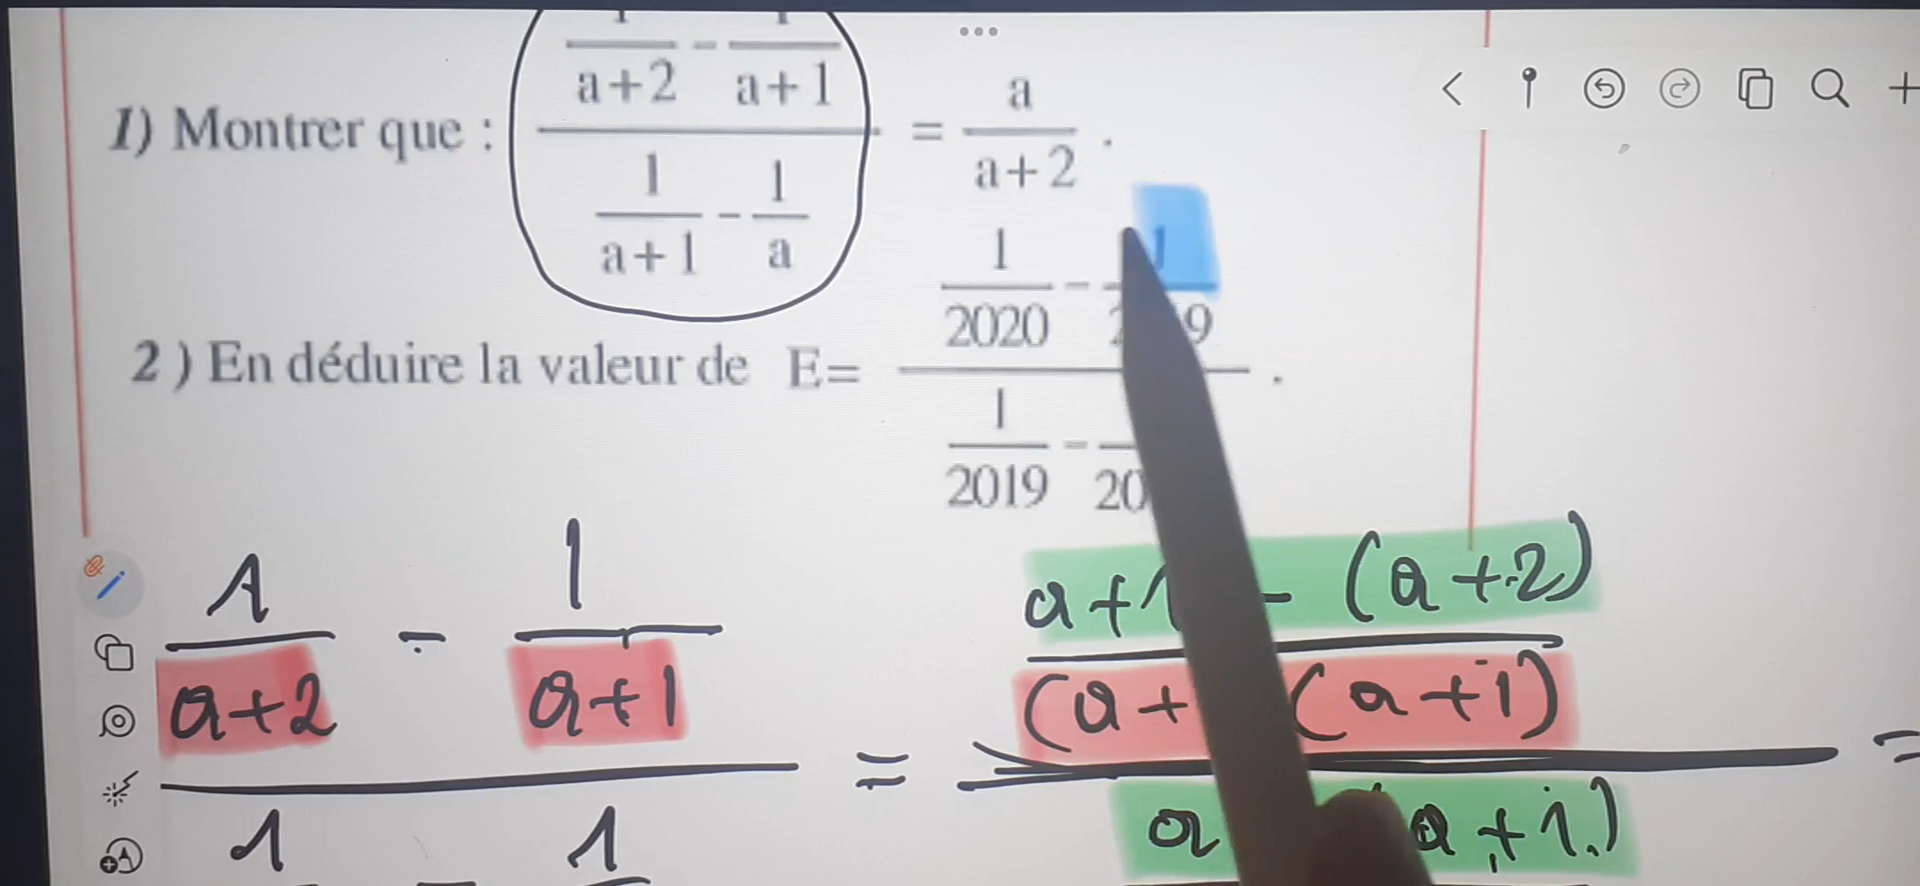 1) Montrer que :
a+2 - a+1
1 - 1
a+1 a
= a
a+2 .
2 ) En déduire la valeur de E=
1 - 1
2020
1 -
2019
.
1 - 1
a+2 a+1
= a+1 - (a+2)
(a+ (a+1)
=
1 - 1
a a+1)